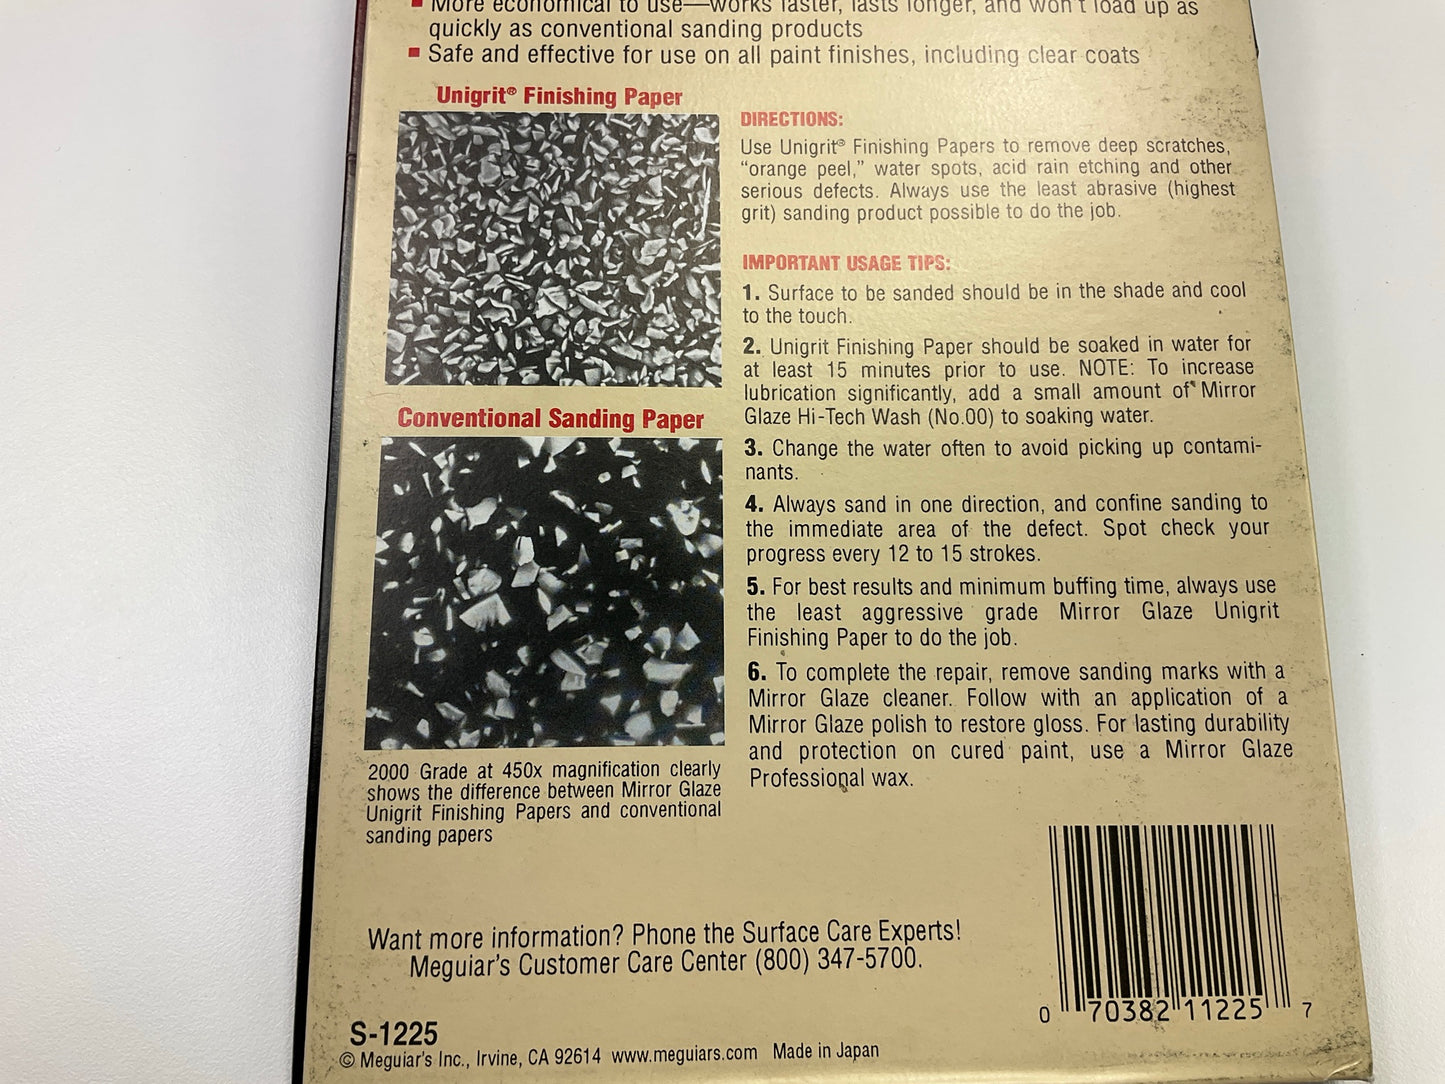 ■ More economical to use—works faster, lasts longer, and won't load up as
quickly as conventional sanding products
■ Safe and effective for use on all paint finishes, including clear coats
Unigrit® Finishing Paper
Conventional Sanding Paper
2000 Grade at 450x magnification clearly
shows the difference between Mirror Glaze
Unigrit Finishing Papers and conventional
sanding papers
DIRECTIONS:
Use Unigrit® Finishing Papers to remove deep scratches,
“orange peel,” water spots, acid rain etching and other
serious defects. Always use the least abrasive (highest
grit) sanding product possible to do the job.
IMPORTANT USAGE TIPS:
1. Surface to be sanded should be in the shade and cool
to the touch.
2. Unigrit Finishing Paper should be soaked in water for
at least 15 minutes prior to use. NOTE: To increase
lubrication significantly, add a small amount of Mirror
Glaze Hi-Tech Wash (No.00) to soaking water.
3. Change the water often to avoid picking up contami-
nants.
4. Always sand in one direction, and confine sanding to
the immediate area of the defect. Spot check your
progress every 12 to 15 strokes.
5. For best results and minimum buffing time, always use
the least aggressive grade Mirror Glaze Unigrit
Finishing Paper to do the job.
6. To complete the repair, remove sanding marks with a
Mirror Glaze cleaner. Follow with an application of a
Mirror Glaze polish to restore gloss. For lasting durability
and protection on cured paint, use a Mirror Glaze
Professional wax.
Want more information? Phone the Surface Care Experts!
Meguiar's Customer Care Center (800) 347-5700.
0 70382 11225 7
S-1225
© Meguiar's Inc., Irvine, CA 92614 www.meguiars.com Made in Japan